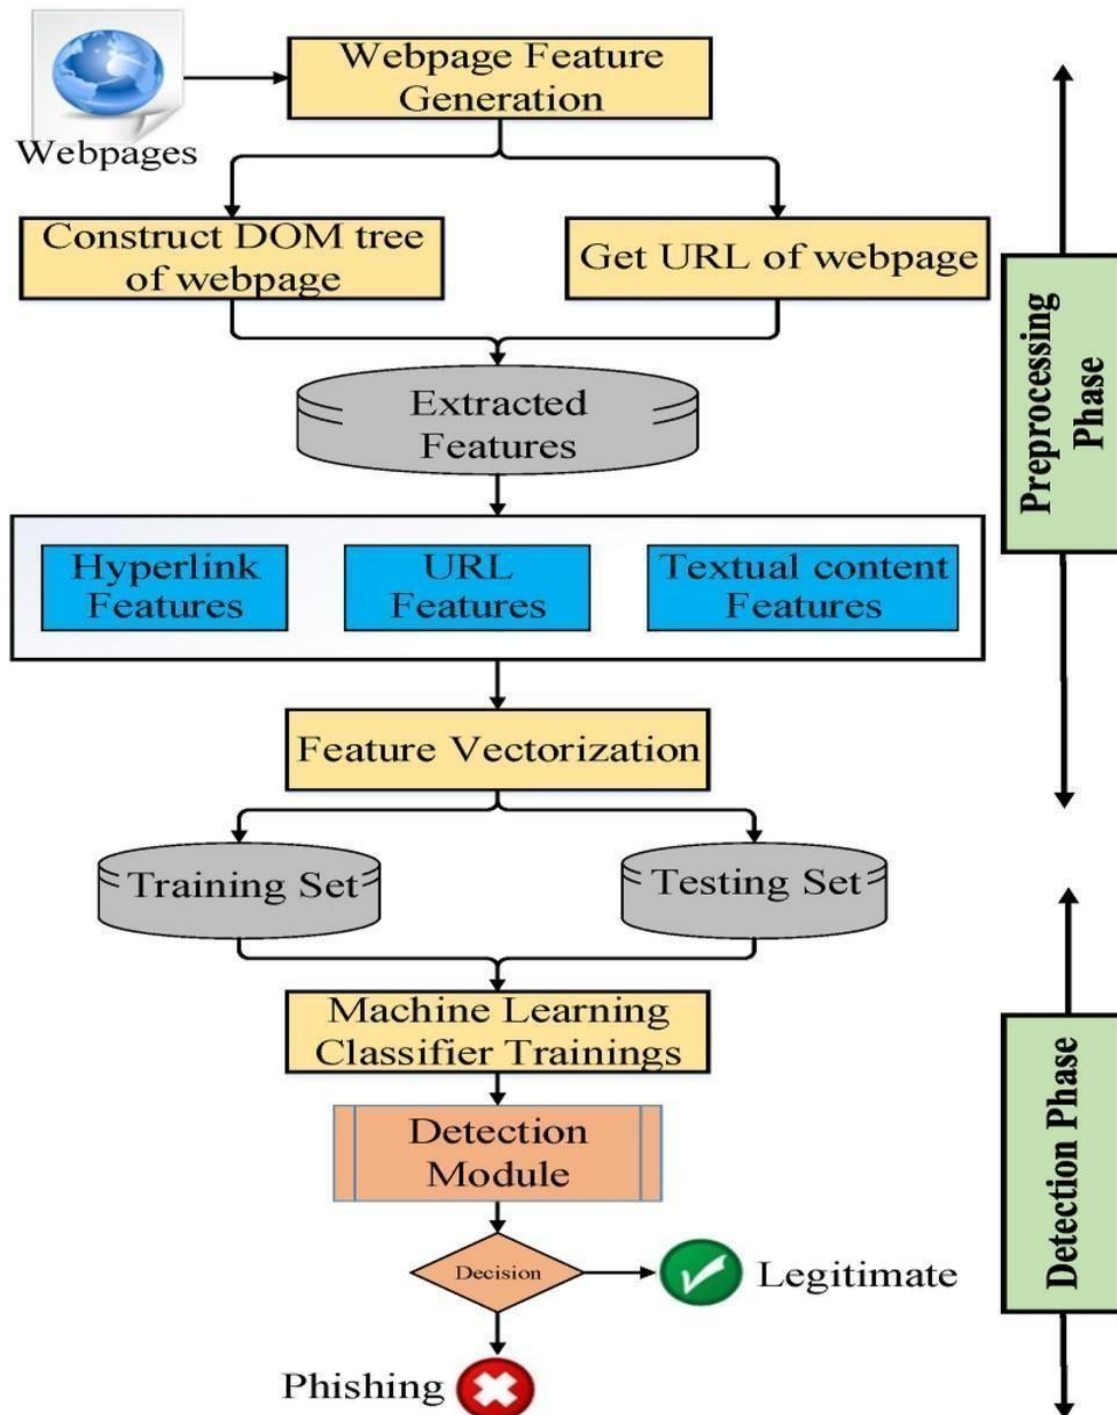 Webpages
Webpage Feature
Generation
Construct DOM tree
of webpage
Get URL of webpage
Extracted
Features
Hyperlink
Features
URL
Features
Textual content
Features
Feature Vectorization
Training Set
Testing Set
Machine Learning
Classifier Trainings
Detection
Module
Decision
Legitimate
Phishing
Preprocessing
Phase
Detection Phase